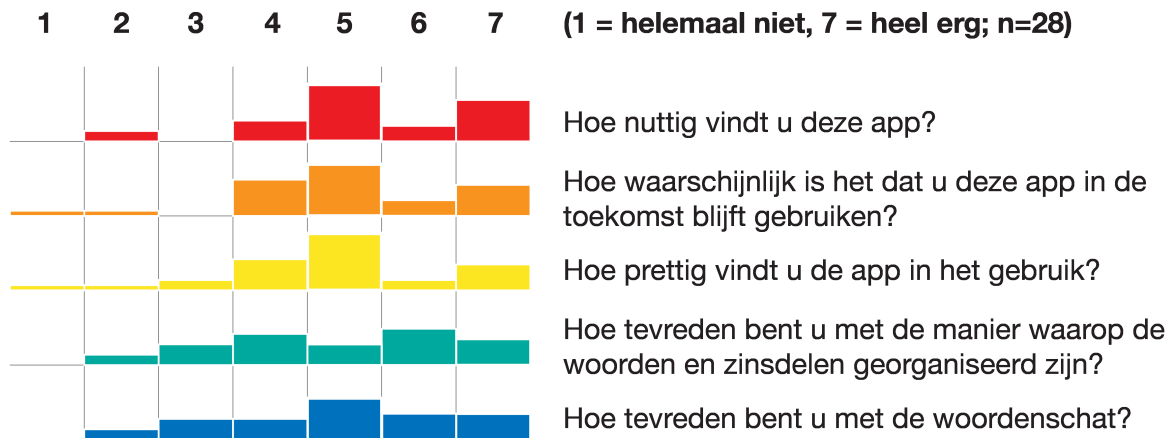 1 2 3 4 5 6 7 (1 = helemaal niet, 7 = heel erg; n=28)
Hoe nuttig vindt u deze app?
Hoe waarschijnlijk is het dat u deze app in de
toekomst blijft gebruiken?
Hoe prettig vindt u de app in het gebruik?
Hoe tevreden bent u met de manier waarop de
woorden en zinsdelen georganiseerd zijn?
Hoe tevreden bent u met de woordenschat?